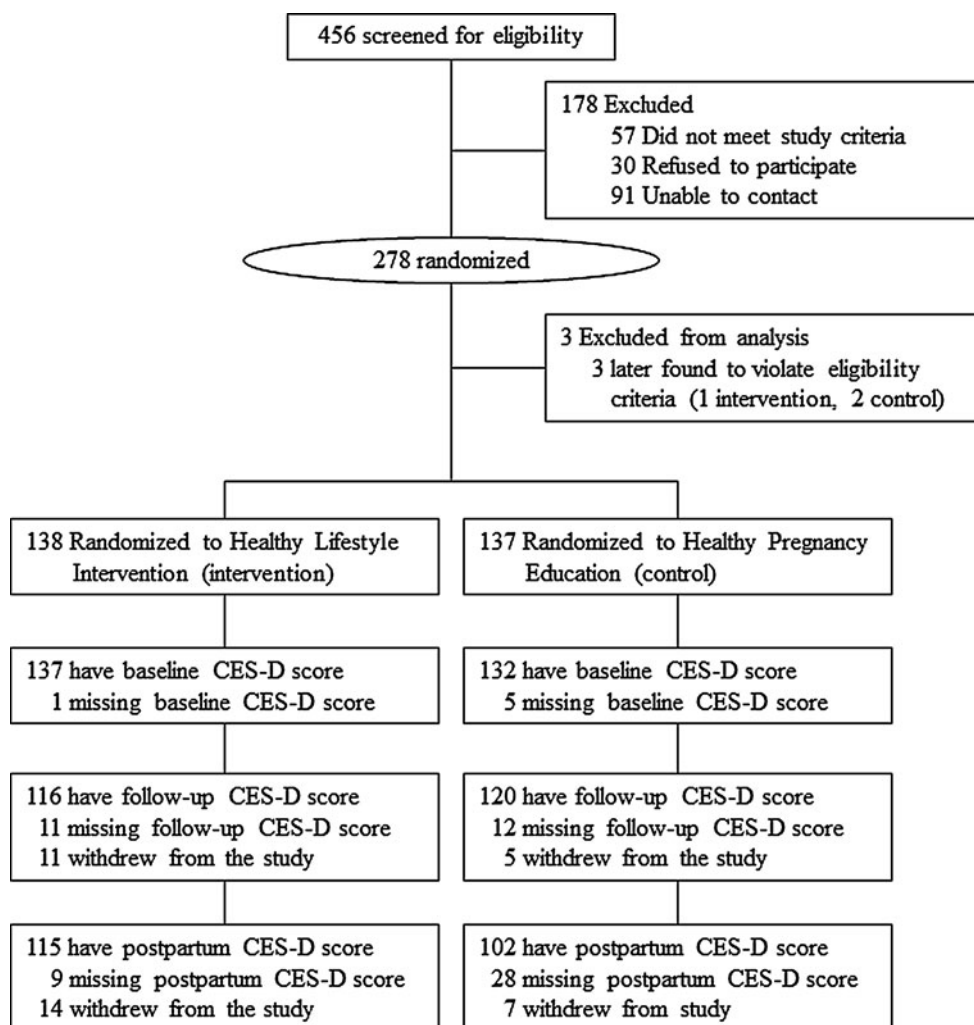 456 screened for eligibility
178 Excluded
57 Did not meet study criteria
30 Refused to participate
91 Unable to contact
278 randomized
3 Excluded from analysis
3 later found to violate eligibility
criteria (1 intervention, 2 control)
138 Randomized to Healthy Lifestyle
Intervention (intervention)
137 Randomized to Healthy Pregnancy
Education (control)
137 have baseline CES-D score
1 missing baseline CES-D score
132 have baseline CES-D score
5 missing baseline CES-D score
116 have follow-up CES-D score
11 missing follow-up CES-D score
11 withdrew from the study
120 have follow-up CES-D score
12 missing follow-up CES-D score
5 withdrew from the study
115 have postpartum CES-D score
9 missing postpartum CES-D score
14 withdrew from the study
102 have postpartum CES-D score
28 missing postpartum CES-D score
7 withdrew from study